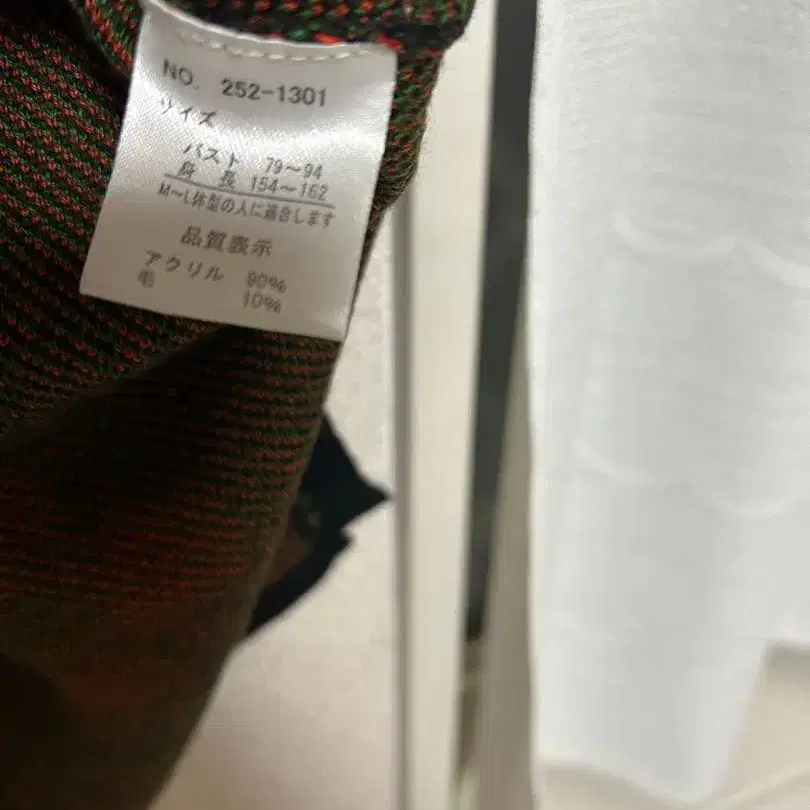 NO. 252-1301
サイズ
バスト 79~94
身長 154~162
M~L体型の人に適合します
品質表示
アクリル 90%
毛 10%